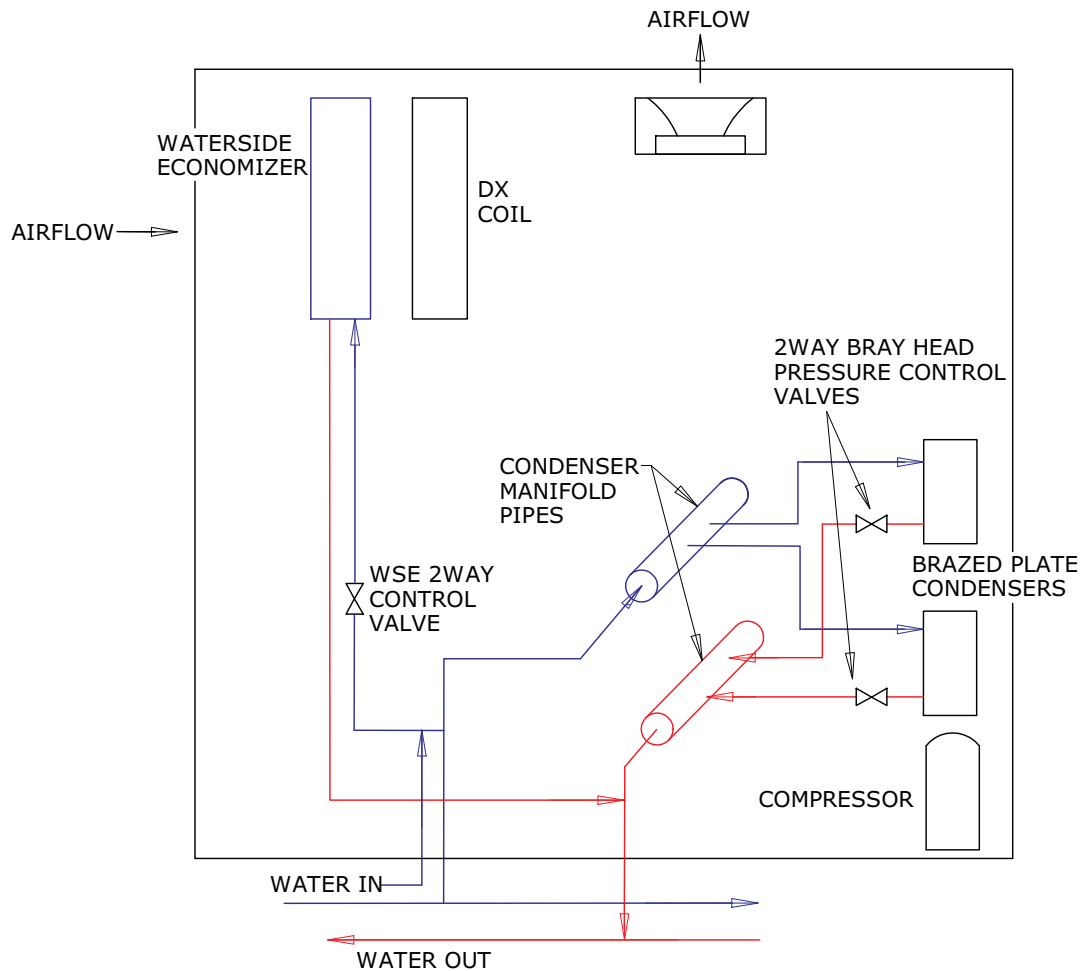 AIRFLOW
WATERSIDE
ECONOMIZER
DX
COIL
AIRFLOW
2WAY BRAY HEAD
PRESSURE CONTROL
VALVES
CONDENSER
MANIFOLD
PIPES
WSE 2WAY
CONTROL
VALVE
BRAZED PLATE
CONDENSERS
COMPRESSOR
WATER IN
WATER OUT